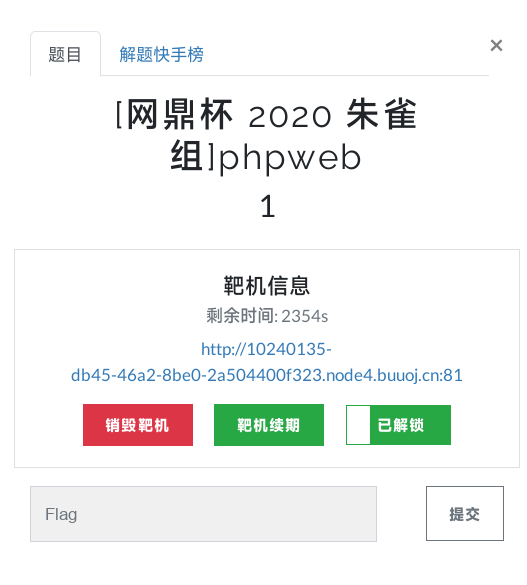 题目 解题快手榜 ×
[网鼎杯 2020 朱雀
组]phpweb
1
靶机信息
剩余时间: 2354s
http://10240135-
db45-46a2-8be0-2a504400f323.node4.buuoj.cn:81
销毁靶机 靶机续期 已解锁
Flag 提交